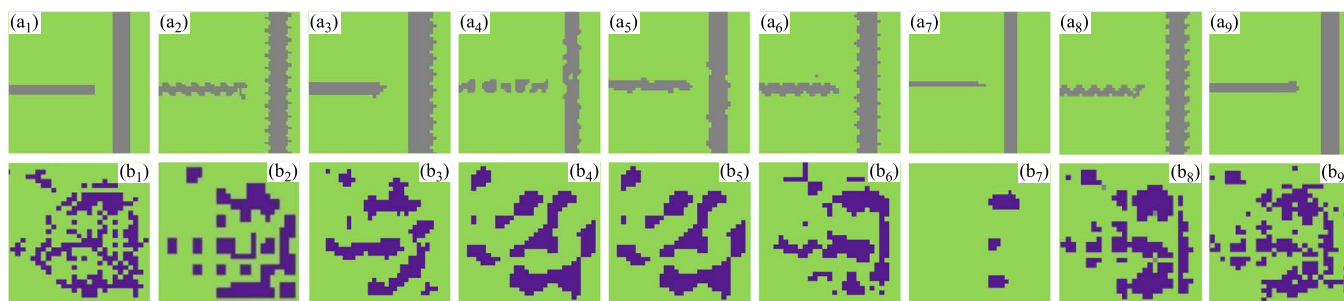 (a₁) (a₂) (a₃) (a₄) (a₅) (a₆) (a₇) (a₈) (a₉)
(b₁) (b₂) (b₃) (b₄) (b₅) (b₆) (b₇) (b₈) (b₉